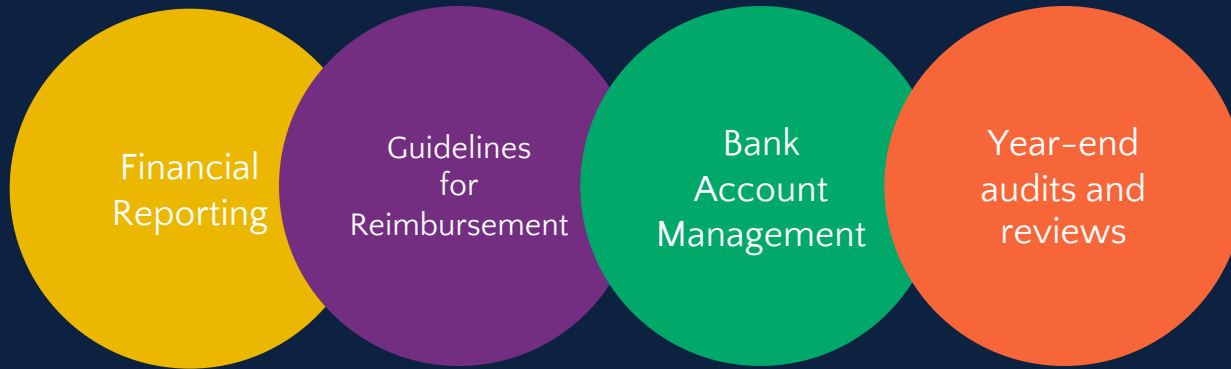 Financial
Reporting
Guidelines
for
Reimbursement
Bank
Account
Management
Year-end
audits and
reviews